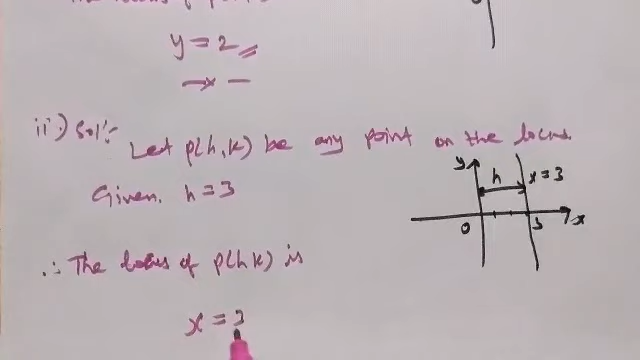 y = 2
ii) Sol:-
Let P(h, k) be any point on the locus.
Given, h = 3
y
h
x = 3
0
3
x
∴ The locus of P(h k) is
x = 3